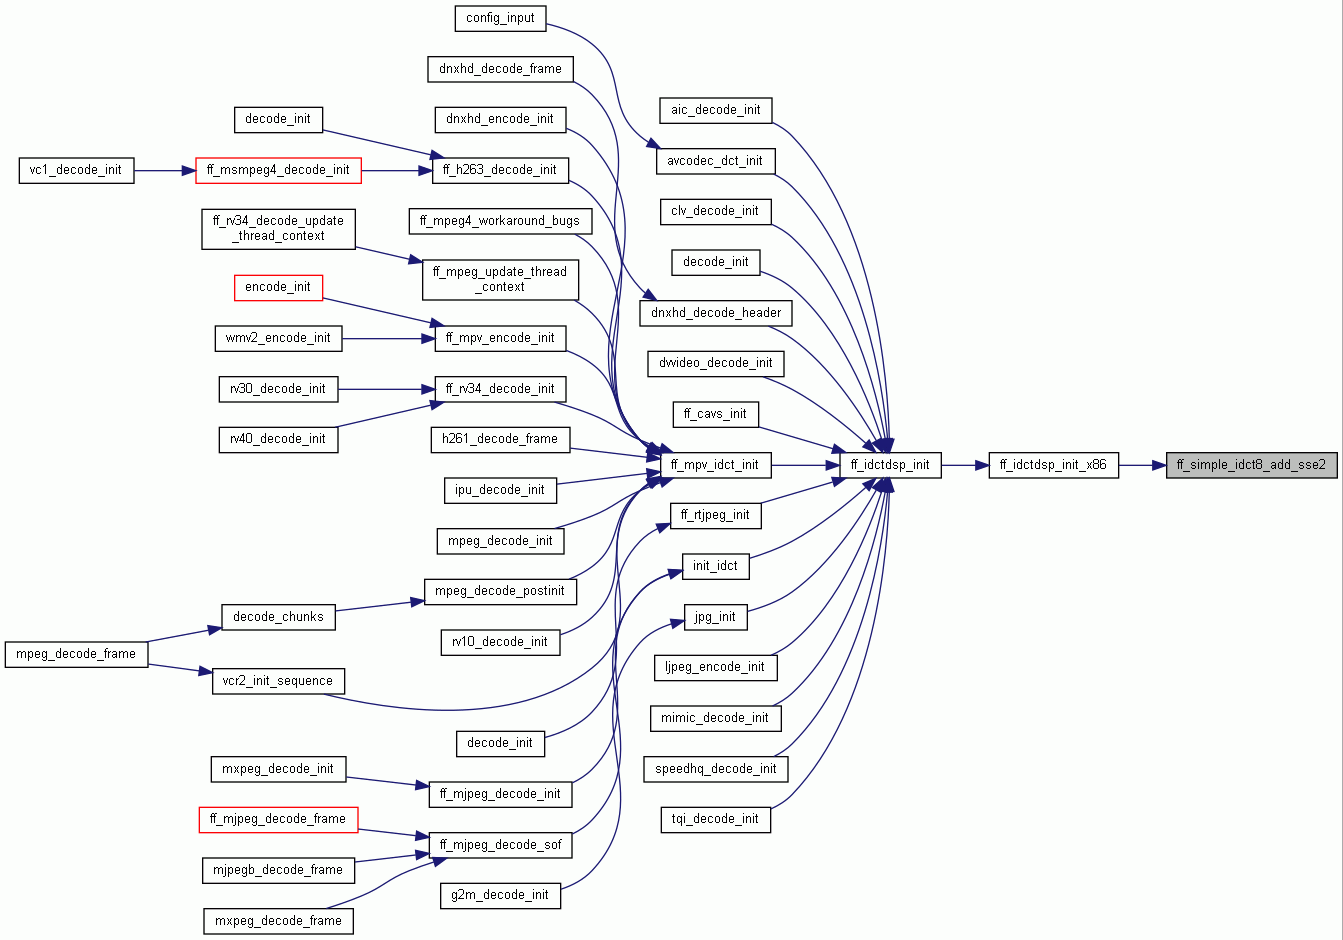 config_input
dnxhd_decode_frame
aic_decode_init
decode_init
dnxhd_encode_init
avcodec_dct_init
vc1_decode_init
ff_msmpeg4_decode_init
ff_h263_decode_init
clv_decode_init
ff_rv34_decode_update
_thread_context
ff_mpeg4_workaround_bugs
decode_init
ff_mpeg_update_thread
_context
encode_init
dnxhd_decode_header
wmv2_encode_init
ff_mpv_encode_init
dvvideo_decode_init
rv30_decode_init
ff_rv34_decode_init
ff_cavs_init
rv40_decode_init
h261_decode_frame
ff_mpv_idct_init
ff_idctdsp_init
ff_idctdsp_init_x86
ff_simple_idct8_add_sse2
ipu_decode_init
ff_rtjpeg_init
mpeg_decode_init
init_idct
mpeg_decode_postinit
decode_chunks
jpg_init
rv10_decode_init
mpeg_decode_frame
ljpeg_encode_init
vcr2_init_sequence
mimic_decode_init
decode_init
mxpeg_decode_init
speedhq_decode_init
ff_mjpeg_decode_init
ff_mjpeg_decode_frame
tqi_decode_init
ff_mjpeg_decode_sof
mjpegb_decode_frame
g2m_decode_init
mxpeg_decode_frame